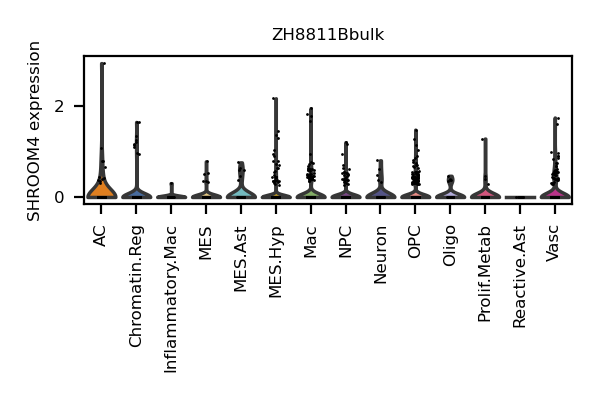 ZH8811Bbulk
SHROOM4 expression
2
0
AC
Chromatin.Reg
Inflammatory.Mac
MES
MES.Ast
MES.Hyp
Mac
NPC
Neuron
OPC
Oligo
Prolif.Metab
Reactive.Ast
Vasc